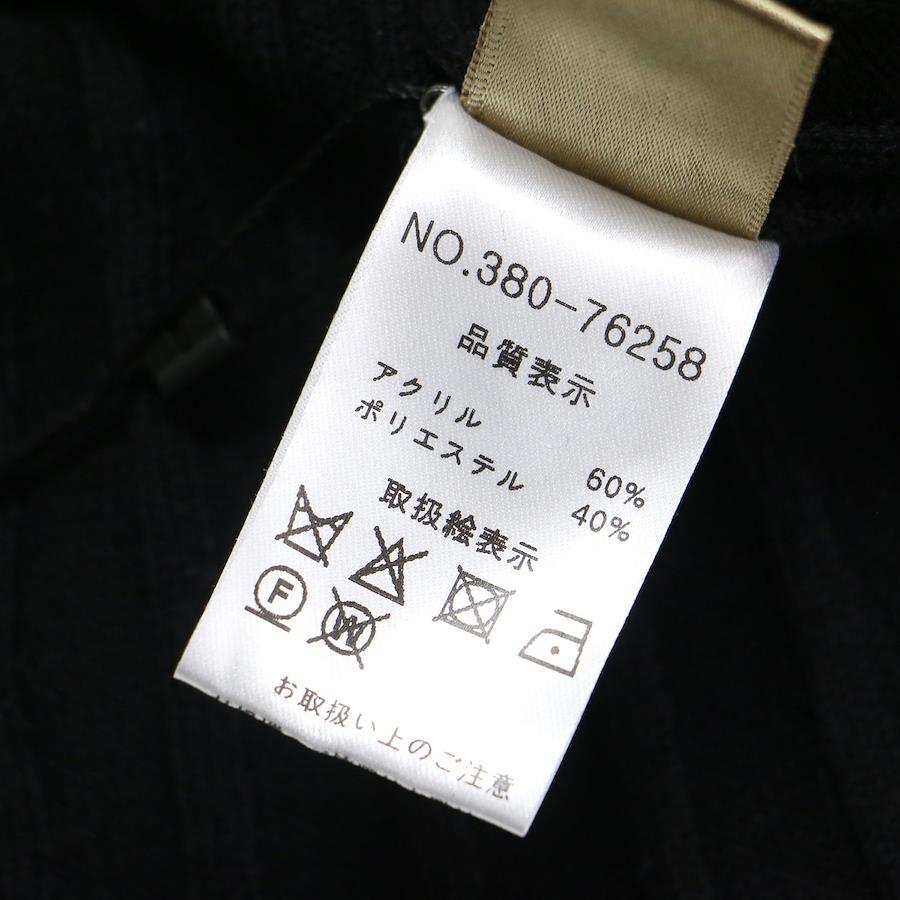 NO.380-76258
品質表示
アクリル 60%
ポリエステル 40%
取扱絵表示
F W
お取扱い上のご注意